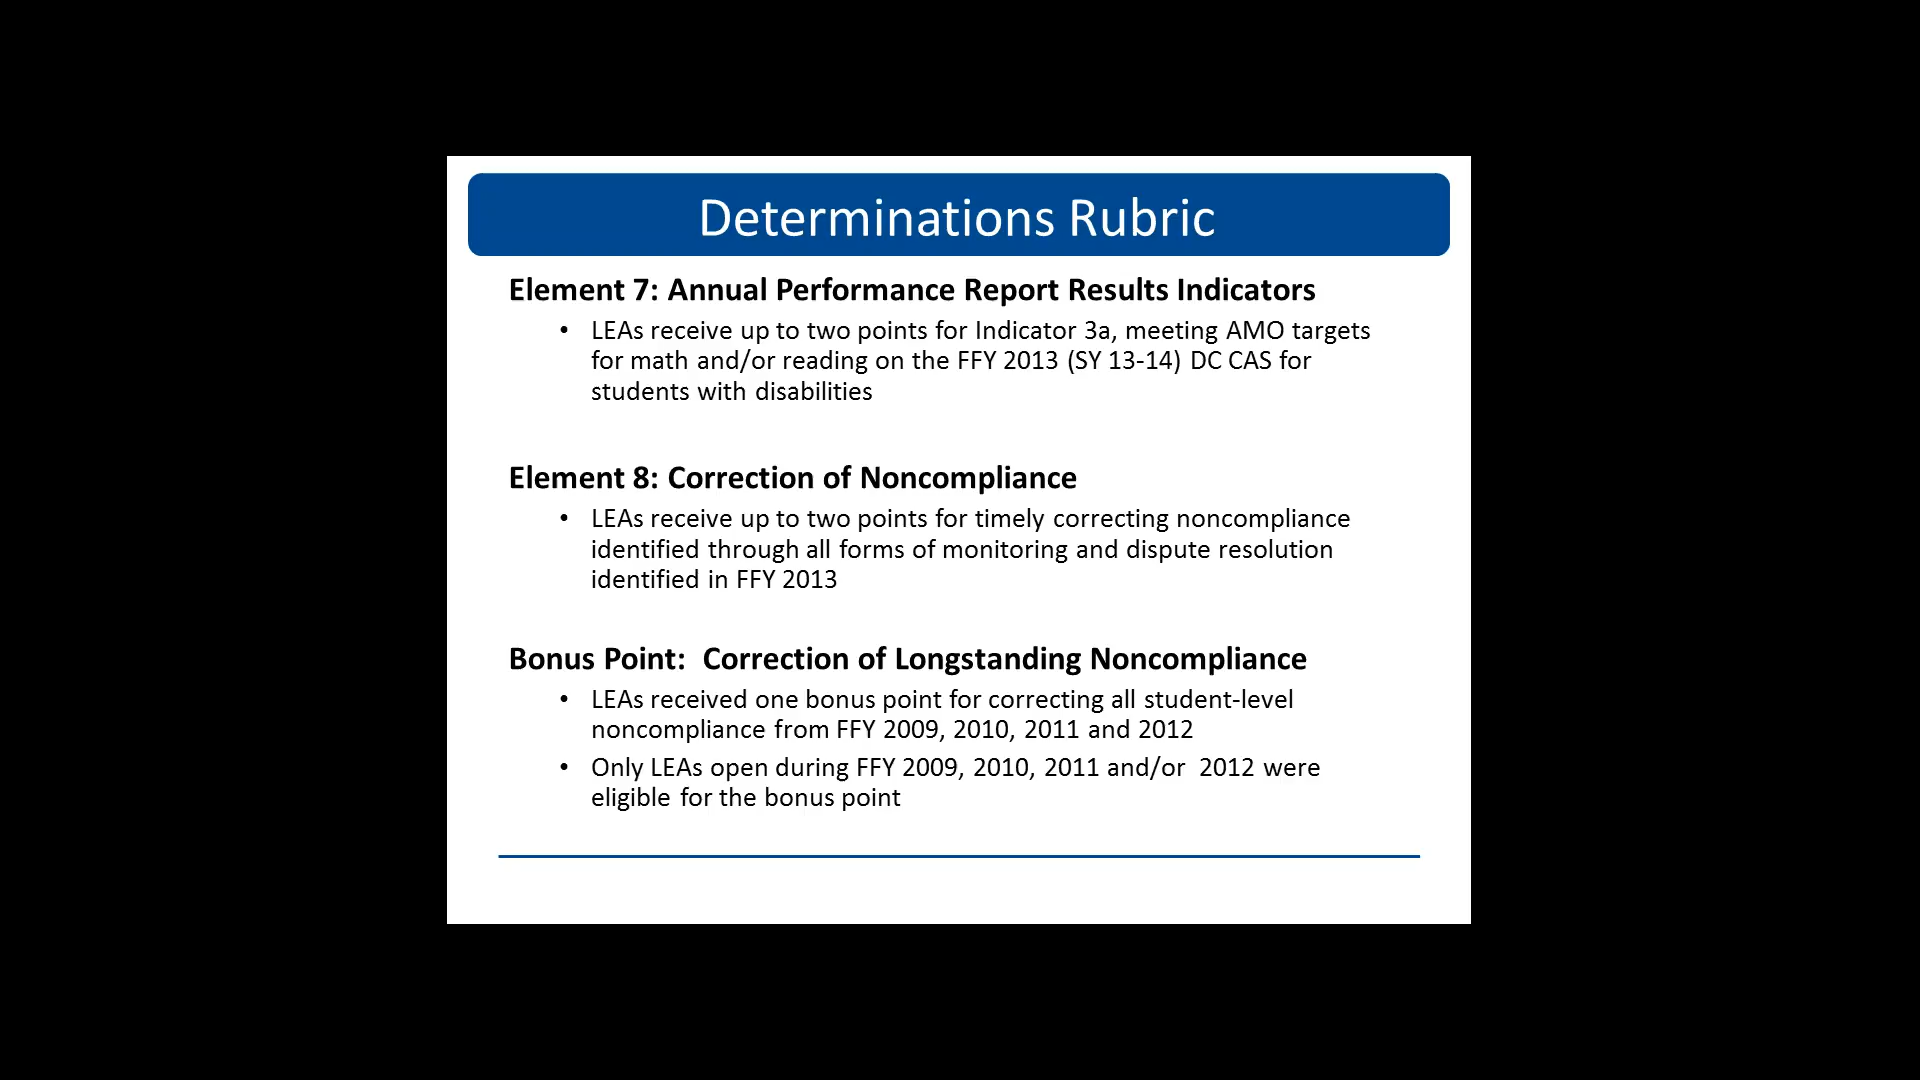 Determinations Rubric
Element 7: Annual Performance Report Results Indicators
• LEAs receive up to two points for Indicator 3a, meeting AMO targets
for math and/or reading on the FFY 2013 (SY 13-14) DC CAS for
students with disabilities
Element 8: Correction of Noncompliance
• LEAs receive up to two points for timely correcting noncompliance
identified through all forms of monitoring and dispute resolution
identified in FFY 2013
Bonus Point:  Correction of Longstanding Noncompliance
• LEAs received one bonus point for correcting all student-level
noncompliance from FFY 2009, 2010, 2011 and 2012
• Only LEAs open during FFY 2009, 2010, 2011 and/or  2012 were
eligible for the bonus point